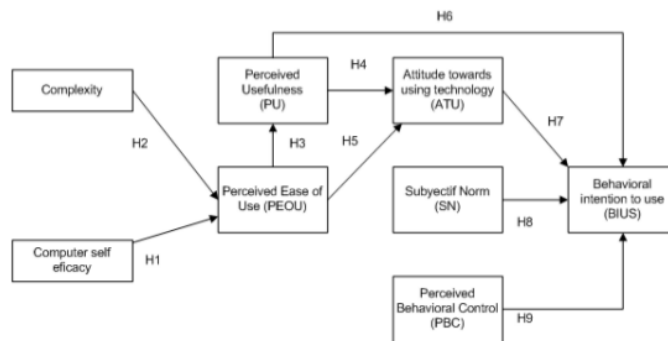 H6
Complexity
Perceived
Usefulness
(PU)
H4
Attitude towards
using technology
(ATU)
H2
H3
H5
H7
Perceived Ease of
Use (PEOU)
Subyectif Norm
(SN)
Behavioral
intention to use
(BIUS)
H8
Computer self
eficacy
H1
Perceived
Behavioral Control
(PBC)
H9